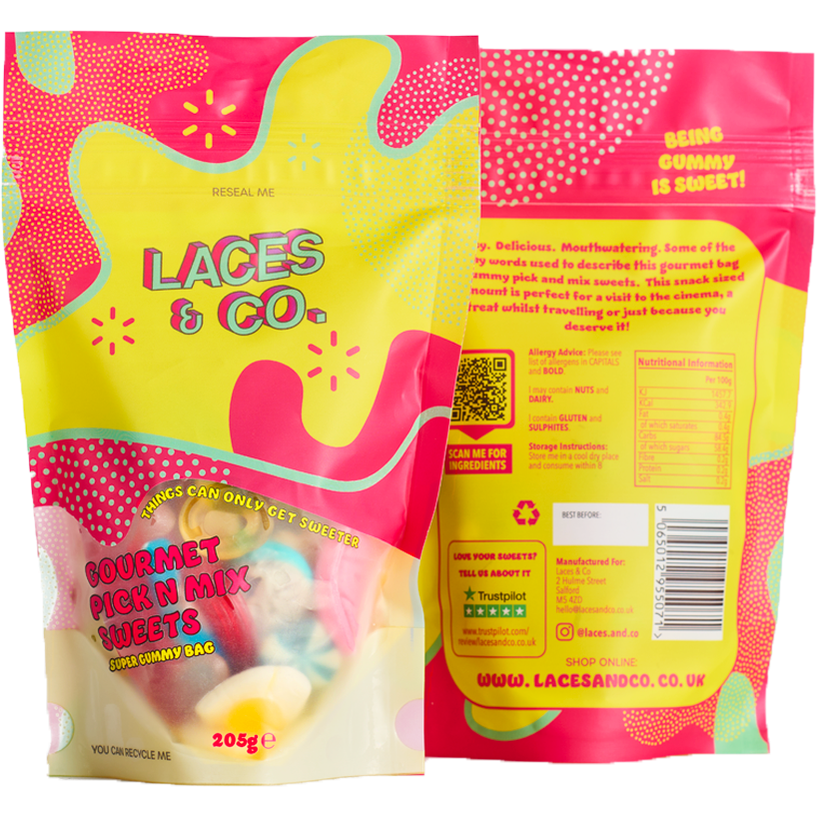 RESEAL ME
LACES
& CO.
THINGS CAN ONLY GET SWEETER
GOURMET
PICK N MIX
SWEETS
SUPER GUMMY BAG
205g ℮
YOU CAN RECYCLE ME
BEING
GUMMY
IS SWEET!
Delicious. Mouthwatering. Some of the
words used to describe this gourmet bag
pick and mix sweets. This snack sized
is perfect for a visit to the cinema, a
treat whilst travelling or just because you
deserve it!
SCAN ME FOR
INGREDIENTS
Allergy Advice: Please see
list of allergens in CAPITALS
and BOLD
I may contain NUTS and
DAIRY.
I contain GLUTEN and
SULPHITES
Storage Instructions:
Store me in a cool dry place
and consume within 8
Nutritional Information
Per 100g
KJ
KCal
Fat
of which saturates
Carbs
of which sugars
Fibre
Protein
Salt
BEST BEFORE:
5 065012 955071 >
LOVE YOUR SWEETS?
TELL US ABOUT IT
Trustpilot
www.trustpilot.com/
review/lacesandco.co.uk
Manufactured For:
Laces & Co
2 Hulme Street
Salford
M5 4ZD
hello@lacesandco.co.uk
@laces.and.co
SHOP ONLINE:
WWW.LACESANDCO.CO.UK